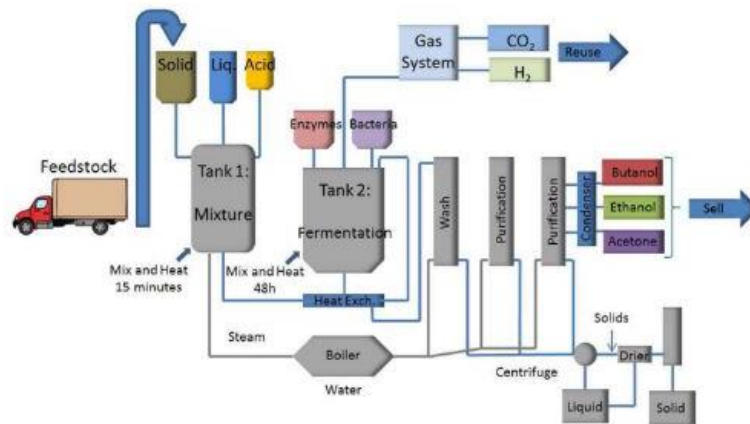 Feedstock
Solid
Liq.
Acid
Tank 1:
Mixture
Mix and Heat
15 minutes
Enzymes
Bacteria
Tank 2:
Fermentation
Mix and Heat
48h
Heat Exch.
Gas
System
CO₂
H₂
Reuse
Wash
Purification
Purification
Condenser
Butanol
Ethanol
Acetone
Sell
Steam
Boiler
Water
Centrifuge
Solids
Drier
Liquid
Solid